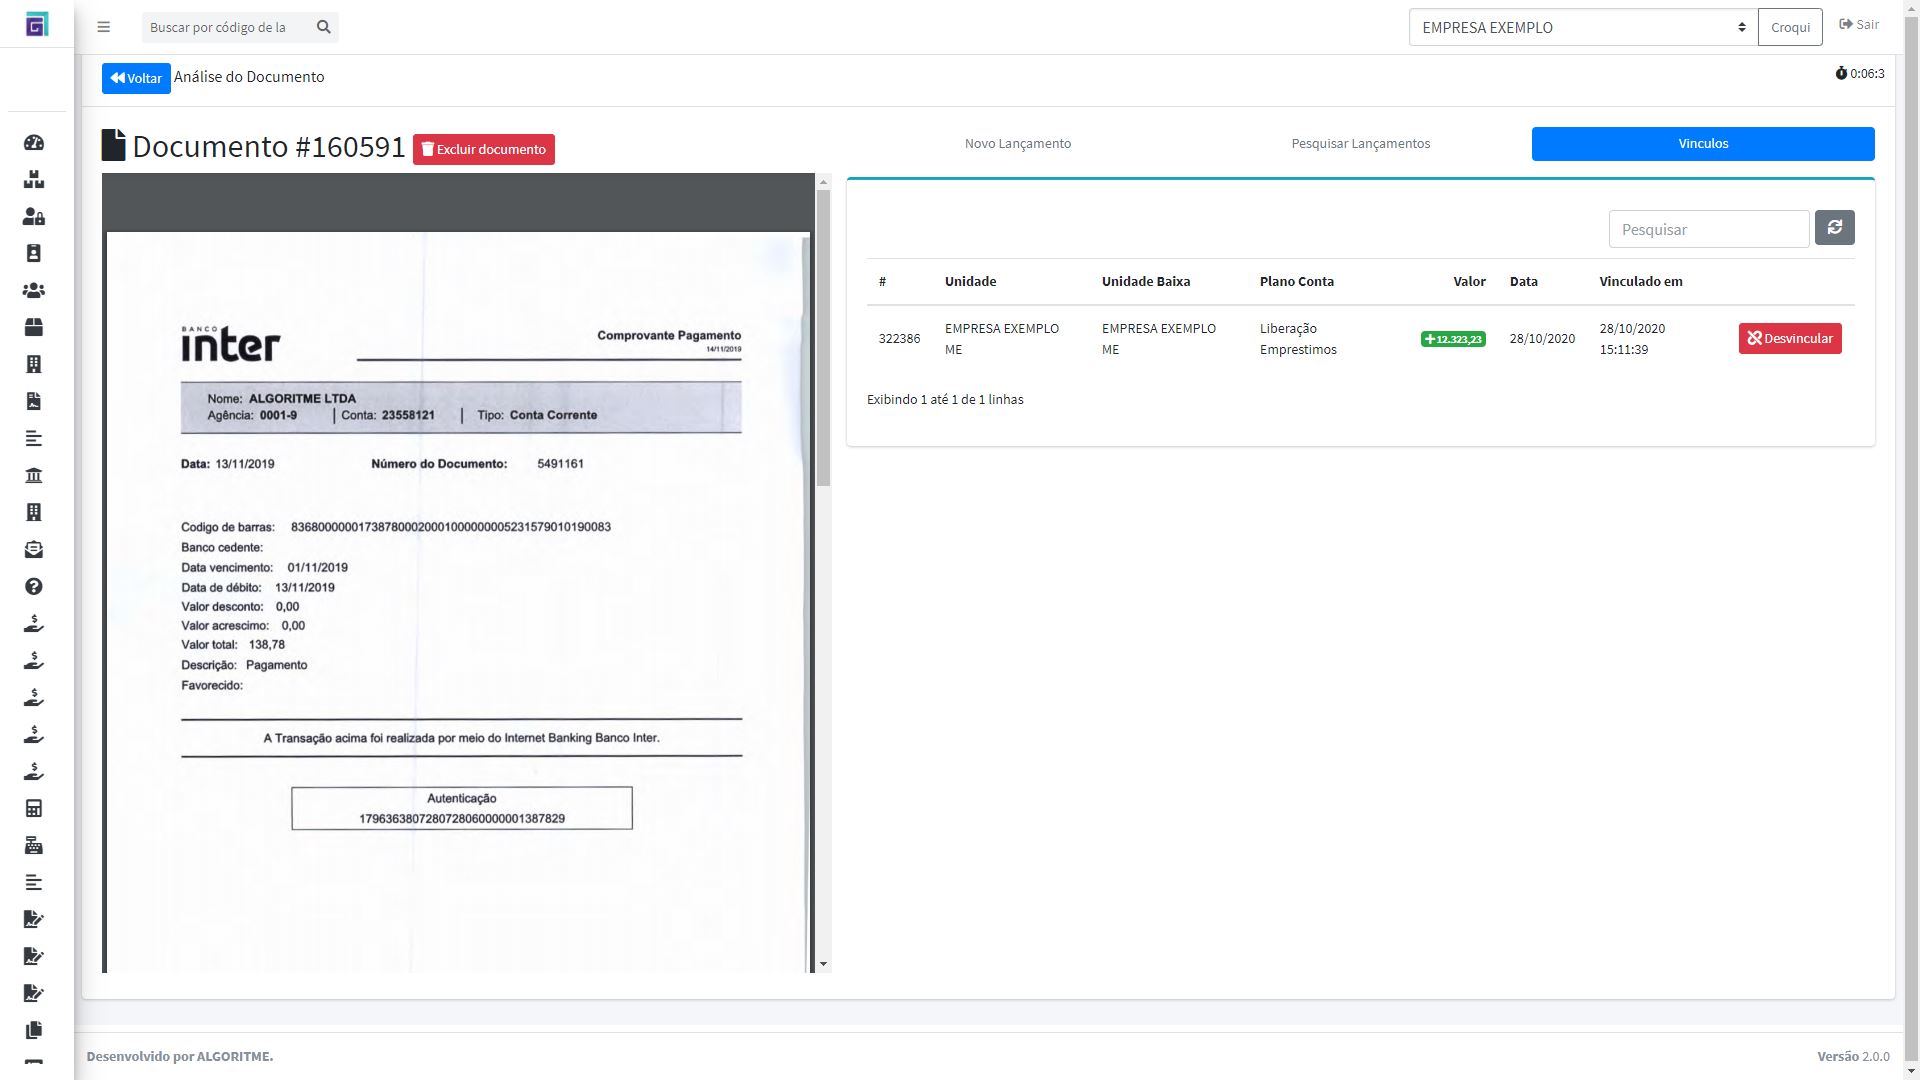 Buscar por código de la
EMPRESA EXEMPLO
Croqui
Sair
Voltar
Análise do Documento
0:06:3
Documento #160591
Excluir documento
Novo Lançamento
Pesquisar Lançamentos
Vinculos
BANCO
inter
Comprovante Pagamento
14/11/2019
Nome: ALGORITME LTDA
Agência: 0001-9 | Conta: 23558121 | Tipo: Conta Corrente
Data: 13/11/2019 Número do Documento: 5491161
Codigo de barras: 836800000017387800020001000000005231579010190083
Banco cedente:
Data vencimento: 01/11/2019
Data de débito: 13/11/2019
Valor desconto: 0,00
Valor acrescimo: 0,00
Valor total: 138,78
Descrição: Pagamento
Favorecido:
A Transação acima foi realizada por meio do Internet Banking Banco Inter.
Autenticação
17963638072807280600000013878​29
Pesquisar
# Unidade Unidade Baixa Plano Conta Valor Data Vinculado em
322386 EMPRESA EXEMPLO ME EMPRESA EXEMPLO ME Liberação Emprestimos +12.323,23 28/10/2020 28/10/2020 15:11:39 Desvincular
Exibindo 1 até 1 de 1 linhas
Desenvolvido por ALGORITME.
Versão 2.0.0